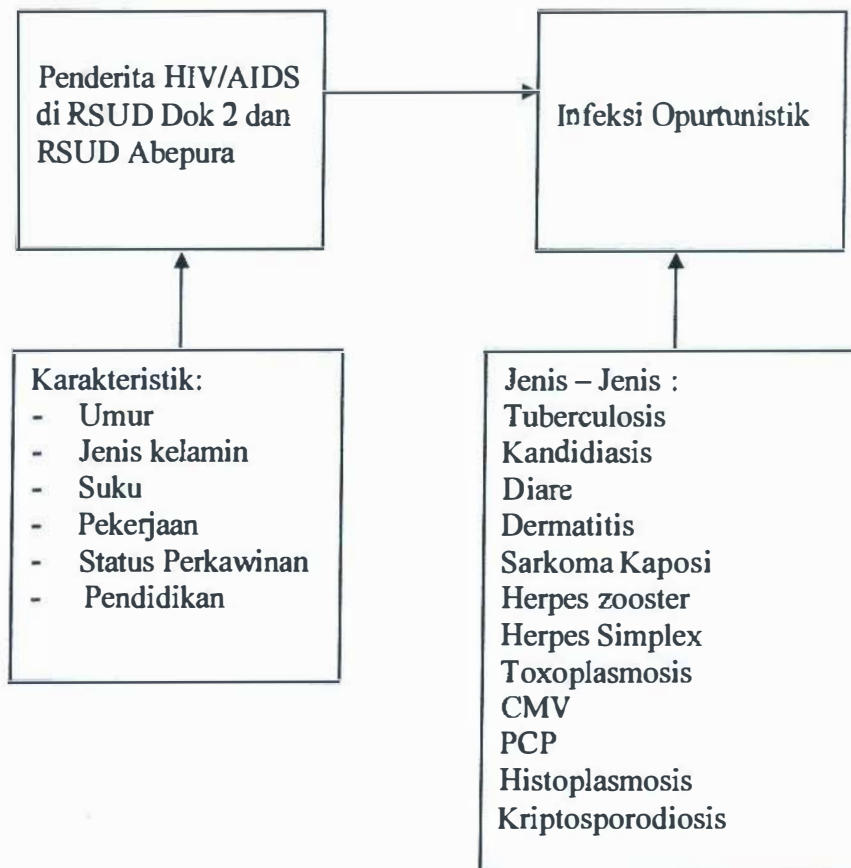 Penderita HIV/AIDS
di RSUD Dok 2 dan
RSUD Abepura
Infeksi Opurtunistik
Karakteristik:
- Umur
- Jenis kelamin
- Suku
- Pekerjaan
- Status Perkawinan
- Pendidikan
Jenis – Jenis :
Tuberculosis
Kandidiasis
Diare
Dermatitis
Sarkoma Kaposi
Herpes zooster
Herpes Simplex
Toxoplasmosis
CMV
PCP
Histoplasmosis
Kriptosporodiosis